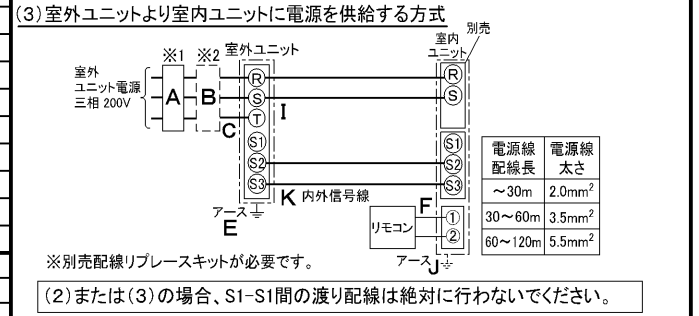 (3)室外ユニットより室内ユニットに電源を供給する方式
別売
※1 ※2 室外ユニット
室内
ユニット
室外
ユニット電源
三相 200V
A B C
R
S
T
S1
S2
S3
I
R
S
S1
S2
S3
K 内外信号線
アース
E
リモコン
F
①
②
アース J
電源線配線長 電源線太さ
～30m 2.0mm²
30～60m 3.5mm²
60～120m 5.5mm²
※別売配線リプレースキットが必要です。
(2)または(3)の場合、S1-S1間の渡り配線は絶対に行わないでください。